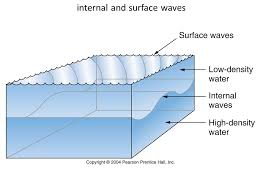 internal and surface waves
Surface waves
Low-density
water
Internal
waves
High-density
water
Copyright © 2004 Pearson Prentice Hall, Inc.